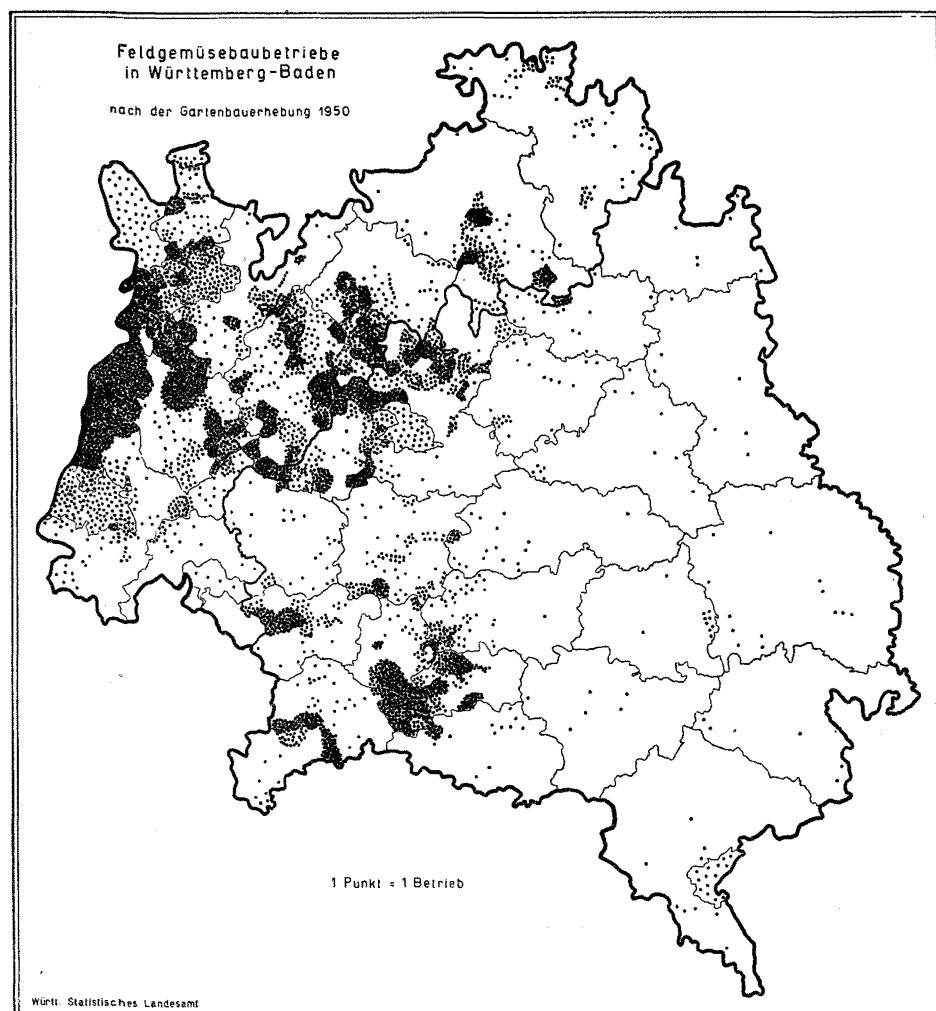 Feldgemüsebaubetriebe
in Württemberg-Baden
nach der Gartenbauerhebung 1950
1 Punkt = 1 Betrieb
Württ. Statistisches Landesamt